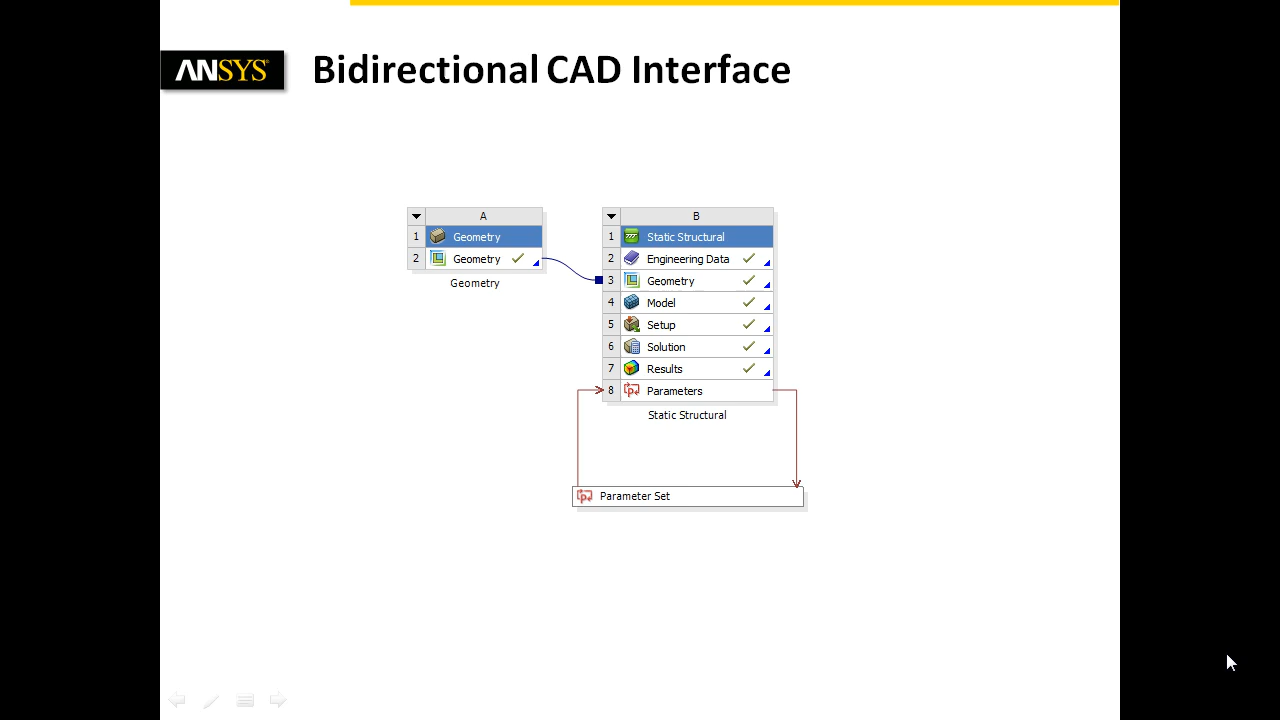 ANSYS Bidirectional CAD Interface
A
1 Geometry
2 Geometry
Geometry
B
1 Static Structural
2 Engineering Data
3 Geometry
4 Model
5 Setup
6 Solution
7 Results
8 Parameters
Static Structural
Parameter Set